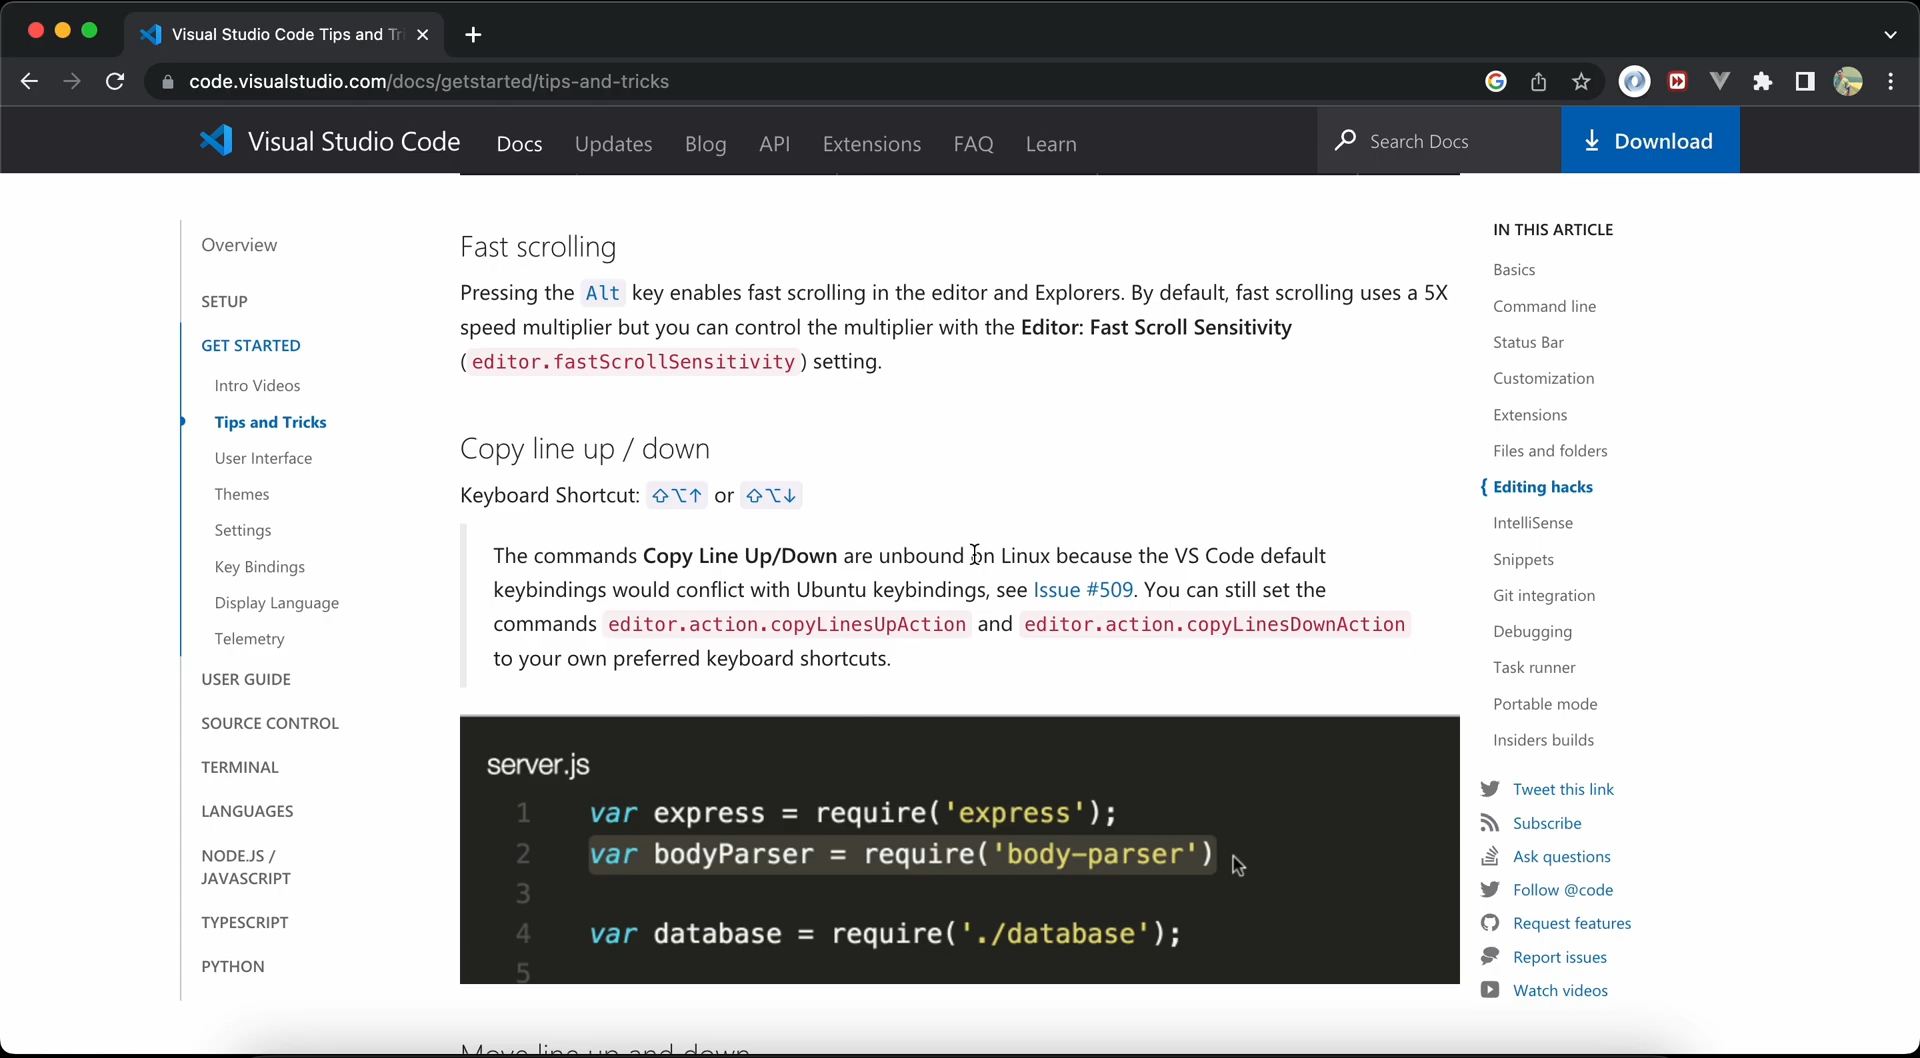 Visual Studio Code Tips and Tri
code.visualstudio.com/docs/getstarted/tips-and-tricks
Visual Studio Code
Docs
Updates
Blog
API
Extensions
FAQ
Learn
Search Docs
Download
Overview
SETUP
GET STARTED
Intro Videos
Tips and Tricks
User Interface
Themes
Settings
Key Bindings
Display Language
Telemetry
USER GUIDE
SOURCE CONTROL
TERMINAL
LANGUAGES
NODE.JS /
JAVASCRIPT
TYPESCRIPT
PYTHON
Fast scrolling
Pressing the Alt key enables fast scrolling in the editor and Explorers. By default, fast scrolling uses a 5X
speed multiplier but you can control the multiplier with the Editor: Fast Scroll Sensitivity
(editor.fastScrollSensitivity) setting.
Copy line up / down
Keyboard Shortcut: ⇧⌥↑ or ⇧⌥↓
The commands Copy Line Up/Down are unbound on Linux because the VS Code default
keybindings would conflict with Ubuntu keybindings, see Issue #509. You can still set the
commands editor.action.copyLinesUpAction and editor.action.copyLinesDownAction
to your own preferred keyboard shortcuts.
server.js
1 var express = require('express');
2 var bodyParser = require('body-parser')
3
4 var database = require('./database');
5
Move line up and down
IN THIS ARTICLE
Basics
Command line
Status Bar
Customization
Extensions
Files and folders
{ Editing hacks
IntelliSense
Snippets
Git integration
Debugging
Task runner
Portable mode
Insiders builds
Tweet this link
Subscribe
Ask questions
Follow @code
Request features
Report issues
Watch videos